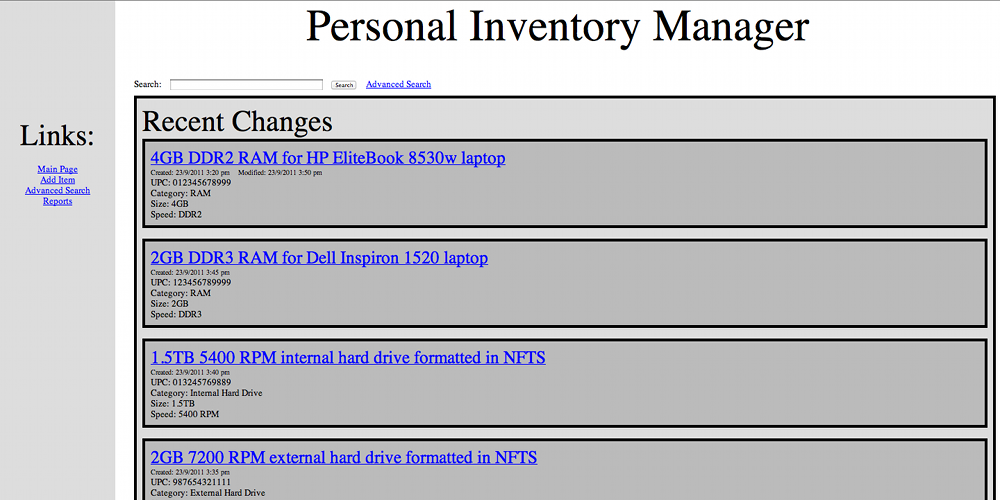 Personal Inventory Manager
Search: Search Advanced Search
Links:
Main Page
Add Item
Advanced Search
Reports
Recent Changes
4GB DDR2 RAM for HP EliteBook 8530w laptop
Created: 23/9/2011 3:20 pm Modified: 23/9/2011 3:50 pm
UPC: 012345678999
Category: RAM
Size: 4GB
Speed: DDR2
2GB DDR3 RAM for Dell Inspiron 1520 laptop
Created: 23/9/2011 3:45 pm
UPC: 123456789999
Category: RAM
Size: 2GB
Speed: DDR3
1.5TB 5400 RPM internal hard drive formatted in NFTS
Created: 23/9/2011 3:40 pm
UPC: 013245769889
Category: Internal Hard Drive
Size: 1.5TB
Speed: 5400 RPM
2GB 7200 RPM external hard drive formatted in NFTS
Created: 23/9/2011 3:35 pm
UPC: 987654321111
Category: External Hard Drive